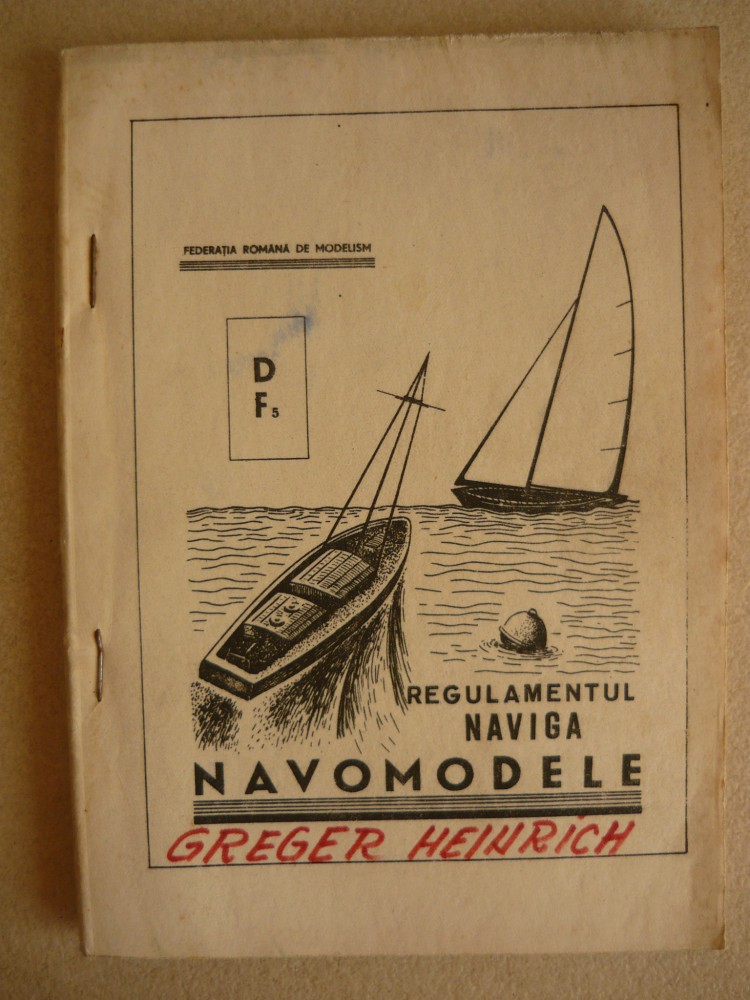 FEDERAȚIA ROMÂNĂ DE MODELISM
D
F5
REGULAMENTUL
NAVIGA
NAVOMODELE
GREGER HEINRICH